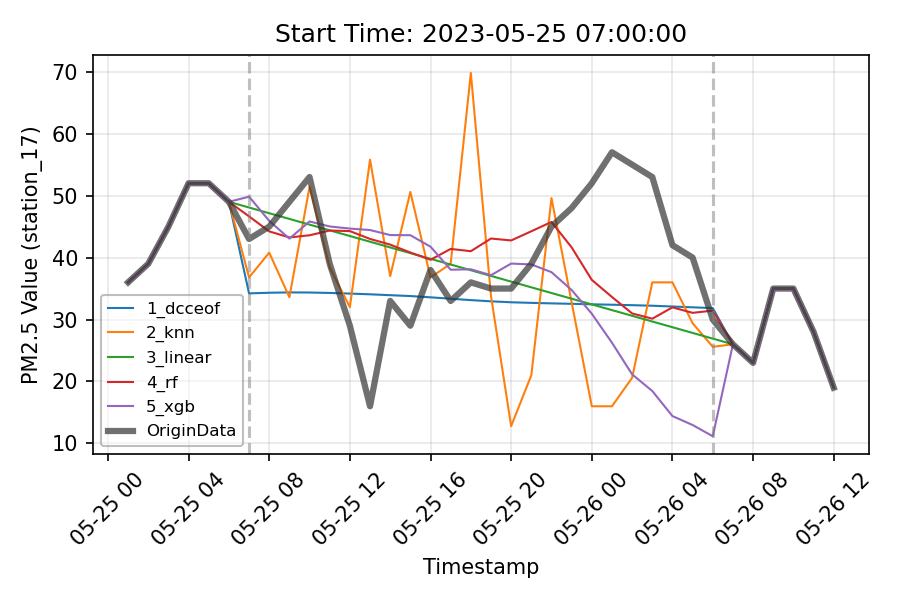 Start Time: 2023-05-25 07:00:00
PM2.5 Value (station_17)
70
60
50
40
30
20
10
1_dcceof
2_knn
3_linear
4_rf
5_xgb
OriginData
05-25 00
05-25 04
05-25 08
05-25 12
05-25 16
05-25 20
05-26 00
05-26 04
05-26 08
05-26 12
Timestamp